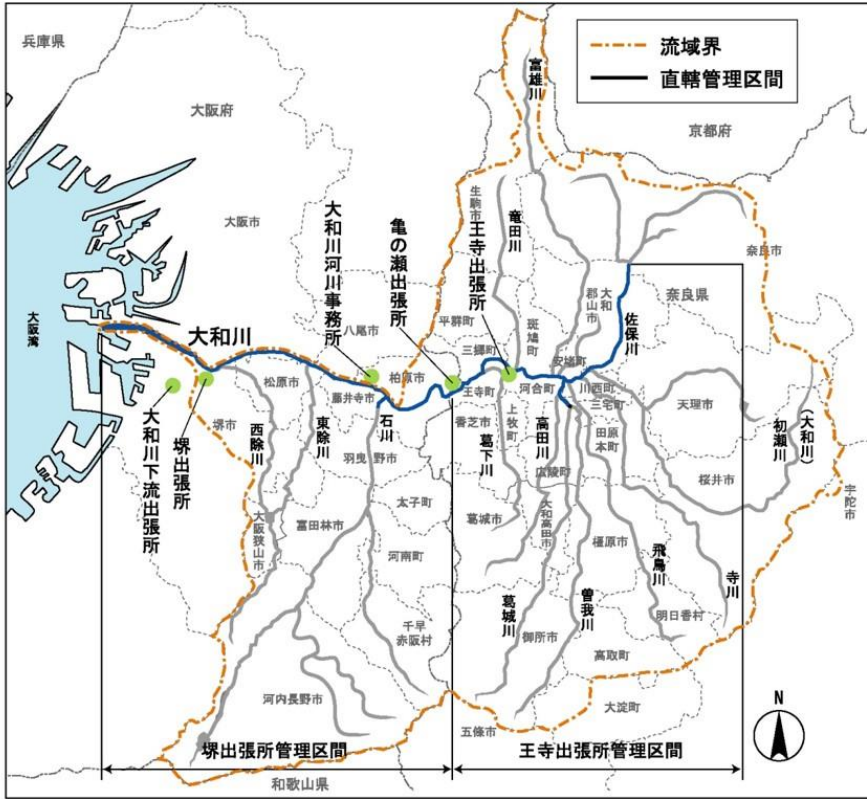 流域界
直轄管理区間
兵庫県
大阪府
京都府
富雄川
生駒市
竜田川
大阪市
大和川河川事務所
亀の瀬出張所
王寺出張所
奈良市
奈良県
大和郡山市
佐保川
大阪湾
大和川
八尾市
平群町
斑鳩町
三郷町
安堵町
柏原市
松原市
藤井寺市
王寺町
河合町
川西町
三宅町
天理市
初瀬川
(大和川)
大和川下流出張所
堺出張所
堺市
西除川
東除川
石川
羽曳野市
香芝市
上牧町
葛下川
高田川
田原本町
広陵町
桜井市
宇陀市
大阪狭山市
富田林市
太子町
河南町
葛城市
大和高田市
橿原市
飛鳥川
寺川
千早赤阪村
葛城川
曽我川
明日香村
御所市
高取町
河内長野市
大淀町
五條市
N
堺出張所管理区間
王寺出張所管理区間
和歌山県